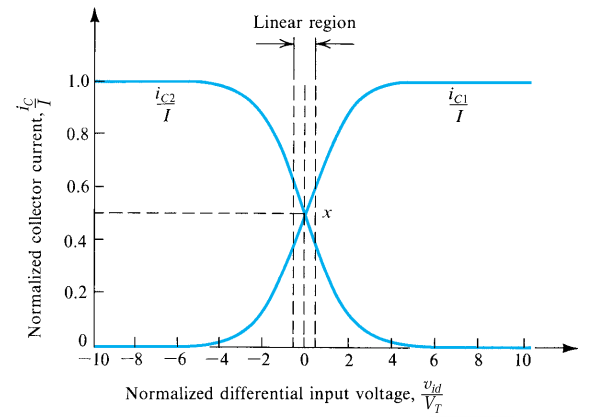 Linear region
1.0
0.8
0.6
0.4
0.2
0
i_C2/I
i_C1/I
x
Normalized collector current, i_C/I
−10 −8 −6 −4 −2 0 2 4 6 8 10
Normalized differential input voltage, v_id/V_T